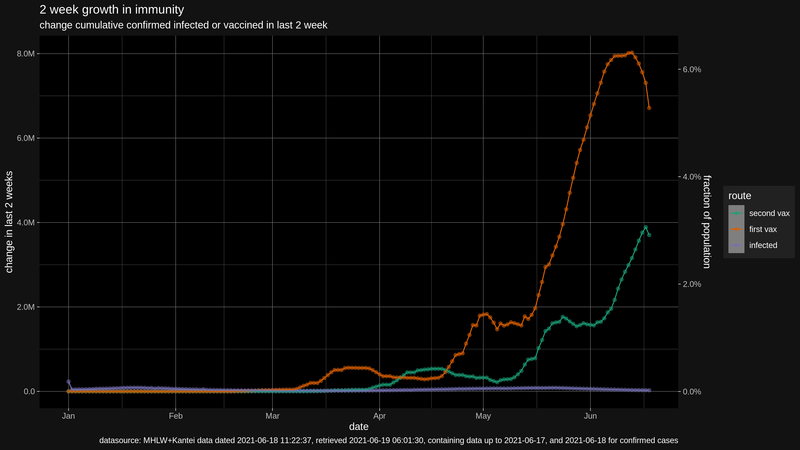 2 week growth in immunity
change cumulative confirmed infected or vaccined in last 2 week
8.0M
6.0M
4.0M
2.0M
0.0
change in last 2 weeks
6.0%
4.0%
2.0%
0.0%
fraction of population
route
second vax
first vax
infected
Jan
Feb
Mar
Apr
May
Jun
date
datasource: MHLW+Kantei data dated 2021-06-18 11:22:37, retrieved 2021-06-19 06:01:30, containing data up to 2021-06-17, and 2021-06-18 for confirmed cases